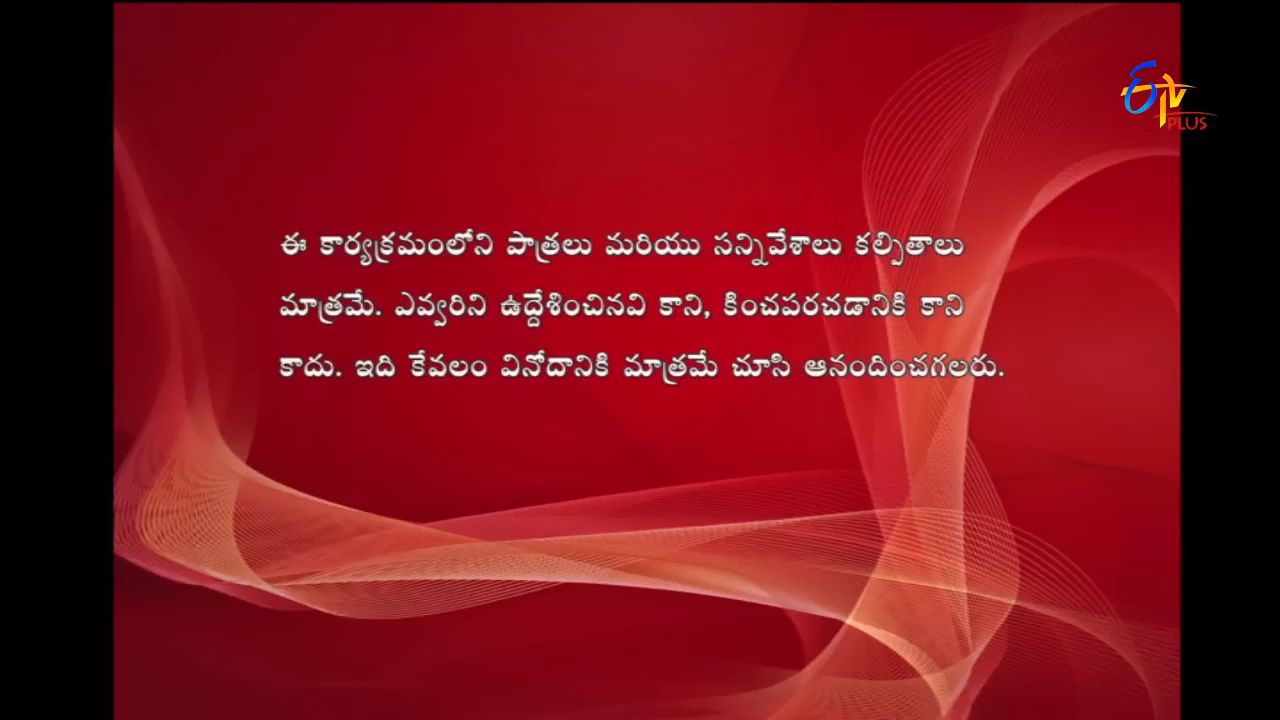 ఈ కార్యక్రమంలోని పాత్రలు మరియు సన్నివేశాలు కల్పితాలు
మాత్రమే. ఎవ్వరిని ఉద్దేశించినవి కాని, కించపరచడానికి కాని
కాదు. ఇది కేవలం వినోదానికి మాత్రమే చూసి ఆనందించగలరు.
ETV
PLUS